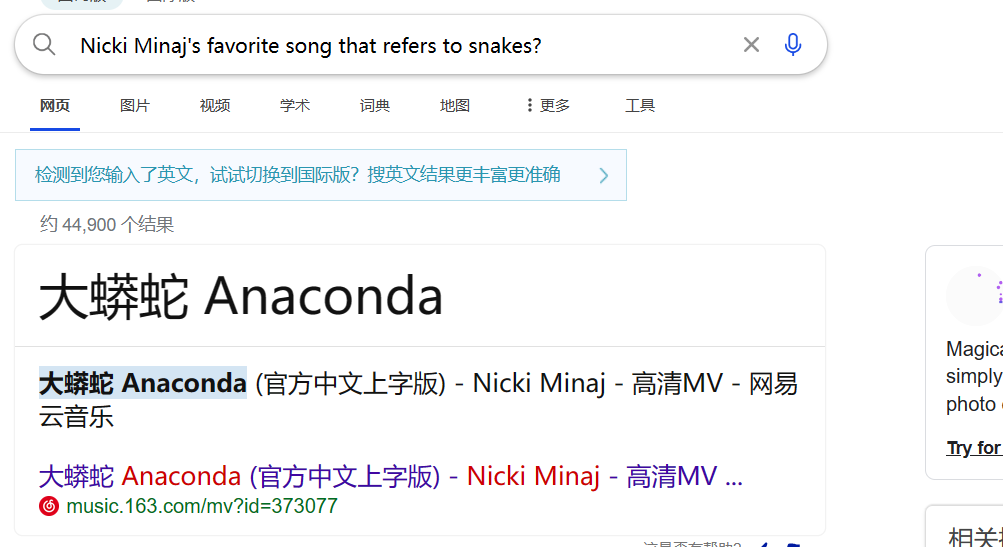 Nicki Minaj's favorite song that refers to snakes?
网页 图片 视频 学术 词典 地图 更多 工具
检测到您输入了英文，试试切换到国际版？搜英文结果更丰富更准确
约 44,900 个结果
大蟒蛇 Anaconda
大蟒蛇 Anaconda (官方中文上字版) - Nicki Minaj - 高清MV - 网易
云音乐
大蟒蛇 Anaconda (官方中文上字版) - Nicki Minaj - 高清MV ...
music.163.com/mv?id=373077
simply
photo
Try for
相关